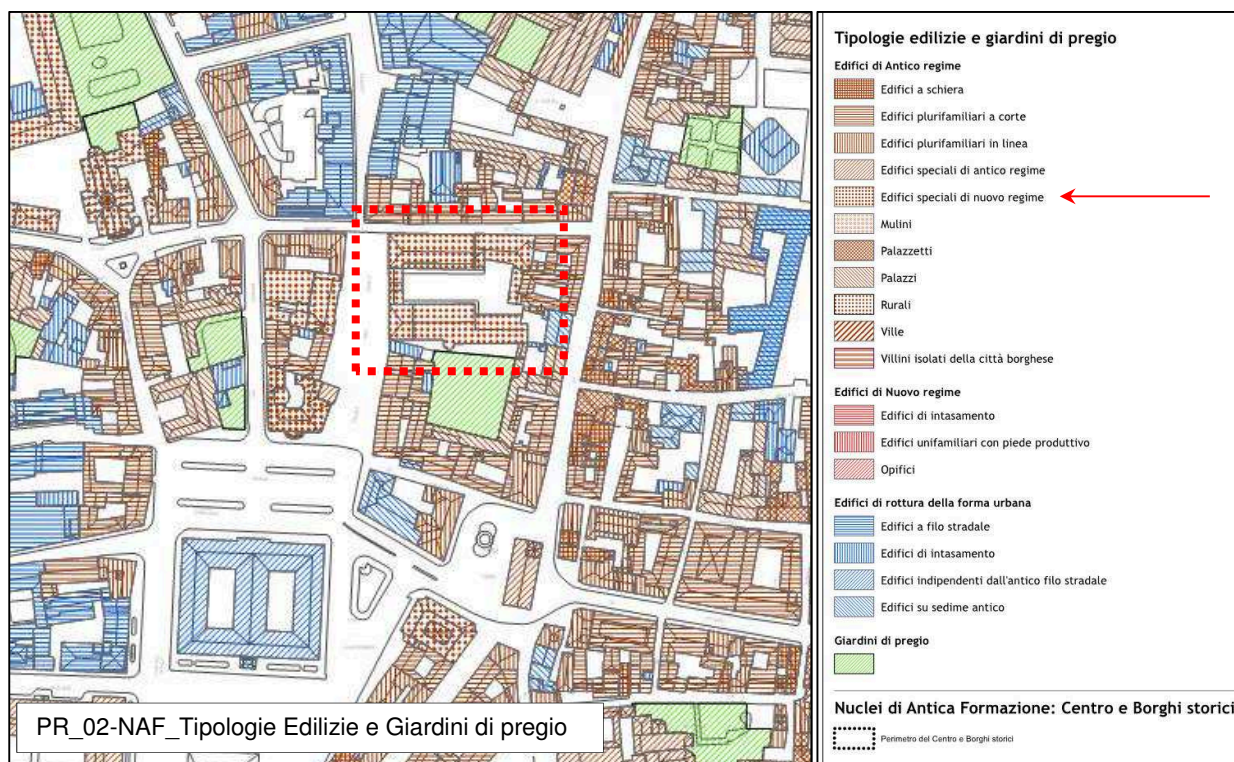 PR_02-NAF_Tipologie Edilizie e Giardini di pregio
Tipologie edilizie e giardini di pregio
Edifici di Antico regime
Edifici a schiera
Edifici plurifamiliari a corte
Edifici plurifamiliari in linea
Edifici speciali di antico regime
Edifici speciali di nuovo regime
Mulini
Palazzetti
Palazzi
Rurali
Ville
Villini isolati della città borghese
Edifici di Nuovo regime
Edifici di intasamento
Edifici unifamiliari con piede produttivo
Opifici
Edifici di rottura della forma urbana
Edifici a filo stradale
Edifici di intasamento
Edifici indipendenti dall'antico filo stradale
Edifici su sedime antico
Giardini di pregio
Nuclei di Antica Formazione: Centro e Borghi storici
Perimetro del Centro e Borghi storici